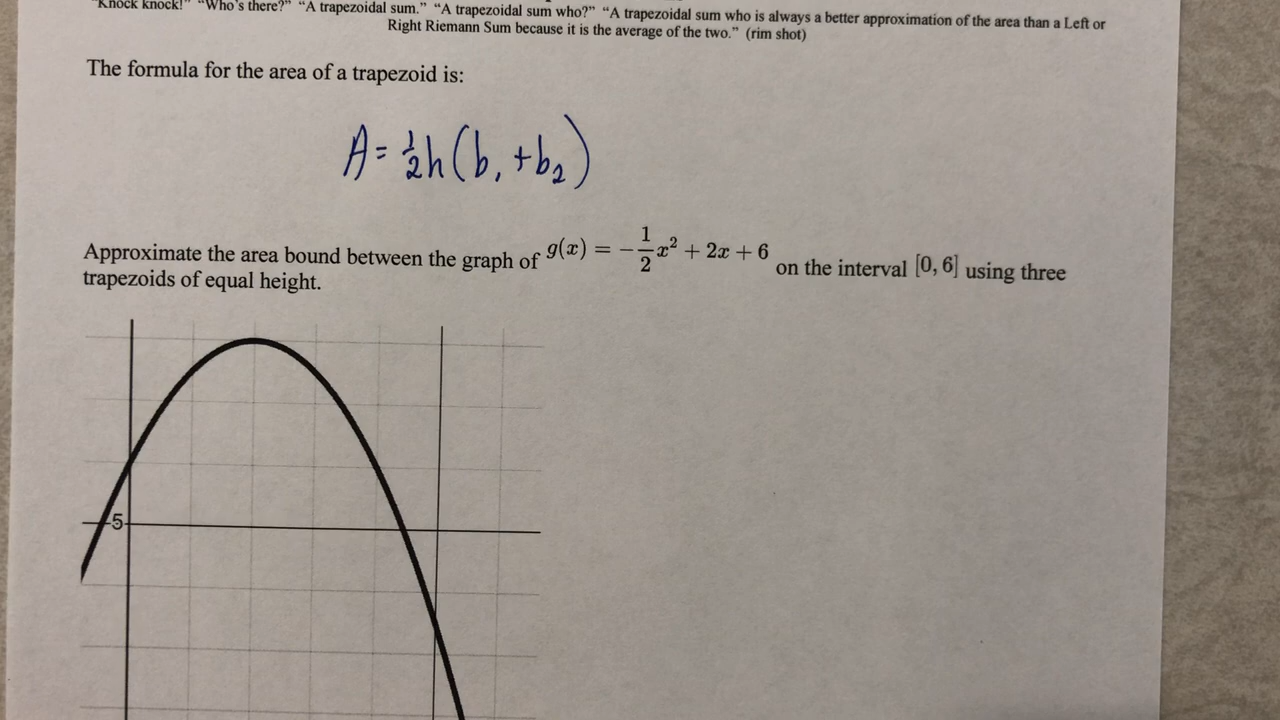 "Knock knock!" "Who's there?" "A trapezoidal sum." "A trapezoidal sum who?" "A trapezoidal sum who is always a better approximation of the area than a Left or
Right Riemann Sum because it is the average of the two." (rim shot)
The formula for the area of a trapezoid is:
A = ½h(b₁ + b₂)
Approximate the area bound between the graph of g(x) = −1/2x² + 2x + 6 on the interval [0, 6] using three
trapezoids of equal height.
5